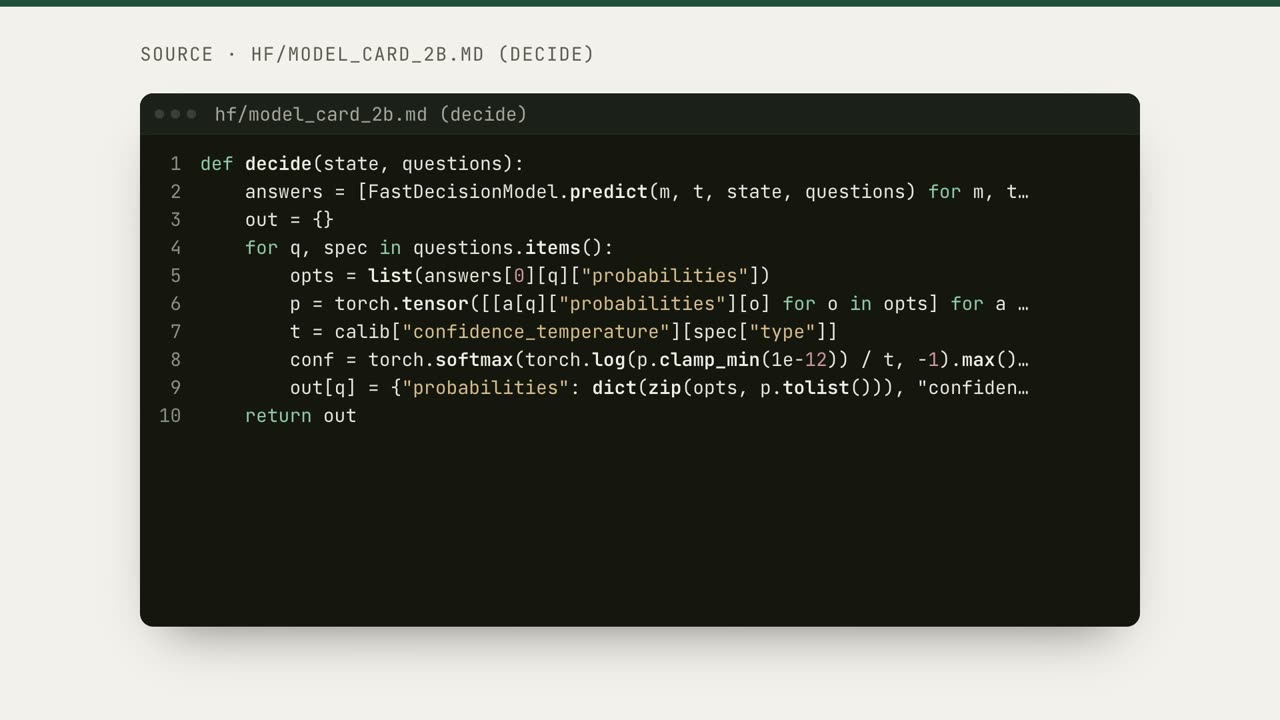 SOURCE · HF/MODEL_CARD_2B.MD (DECIDE)
hf/model_card_2b.md (decide)
1 def decide(state, questions):
2     answers = [FastDecisionModel.predict(m, t, state, questions) for m, t…
3     out = {}
4     for q, spec in questions.items():
5         opts = list(answers[0][q]["probabilities"])
6         p = torch.tensor([[a[q]["probabilities"][o] for o in opts] for a …
7         t = calib["confidence_temperature"][spec["type"]]
8         conf = torch.softmax(torch.log(p.clamp_min(1e-12)) / t, -1).max()…
9         out[q] = {"probabilities": dict(zip(opts, p.tolist())), "confiden…
10     return out